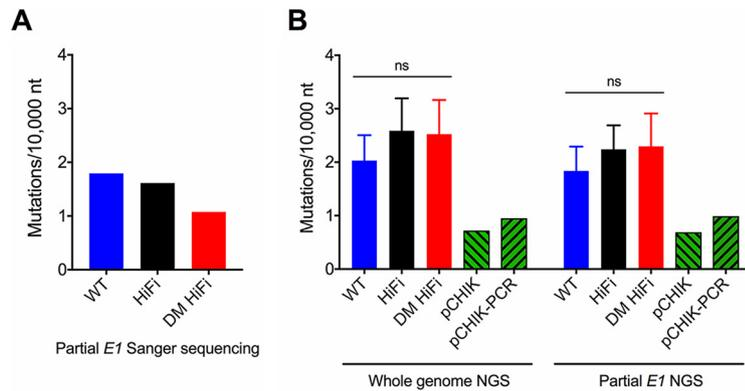 A
Mutations/10,000 nt
4
3
2
1
0
WT
HiFi
DM HiFi
Partial E1 Sanger sequencing
B
Mutations/10,000 nt
4
3
2
1
0
ns
ns
WT
HiFi
DM HiFi
pCHIK
pCHIK-PCR
WT
HiFi
DM HiFi
pCHIK
pCHIK-PCR
Whole genome NGS
Partial E1 NGS